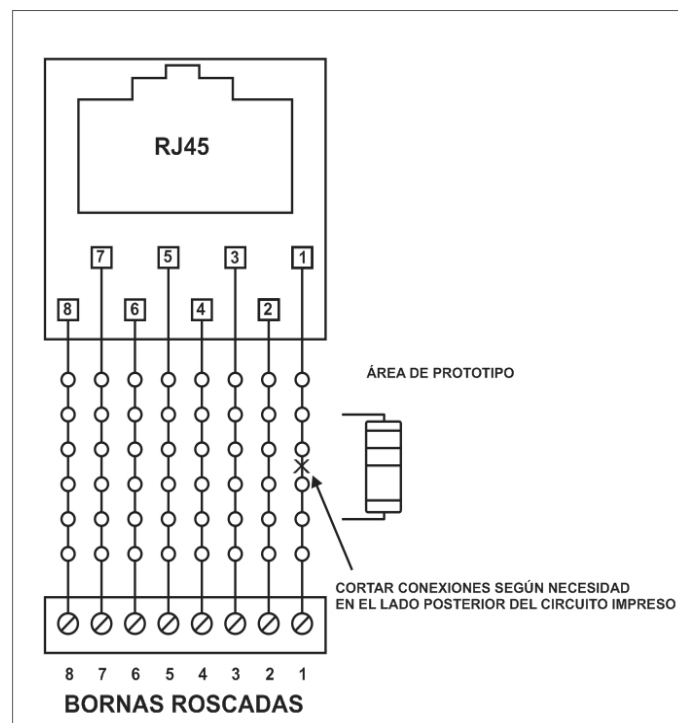 RJ45
7 5 3 1
8 6 4 2
ÁREA DE PROTOTIPO
CORTAR CONEXIONES SEGÚN NECESIDAD
EN EL LADO POSTERIOR DEL CIRCUITO IMPRESO
8 7 6 5 4 3 2 1
BORNAS ROSCADAS